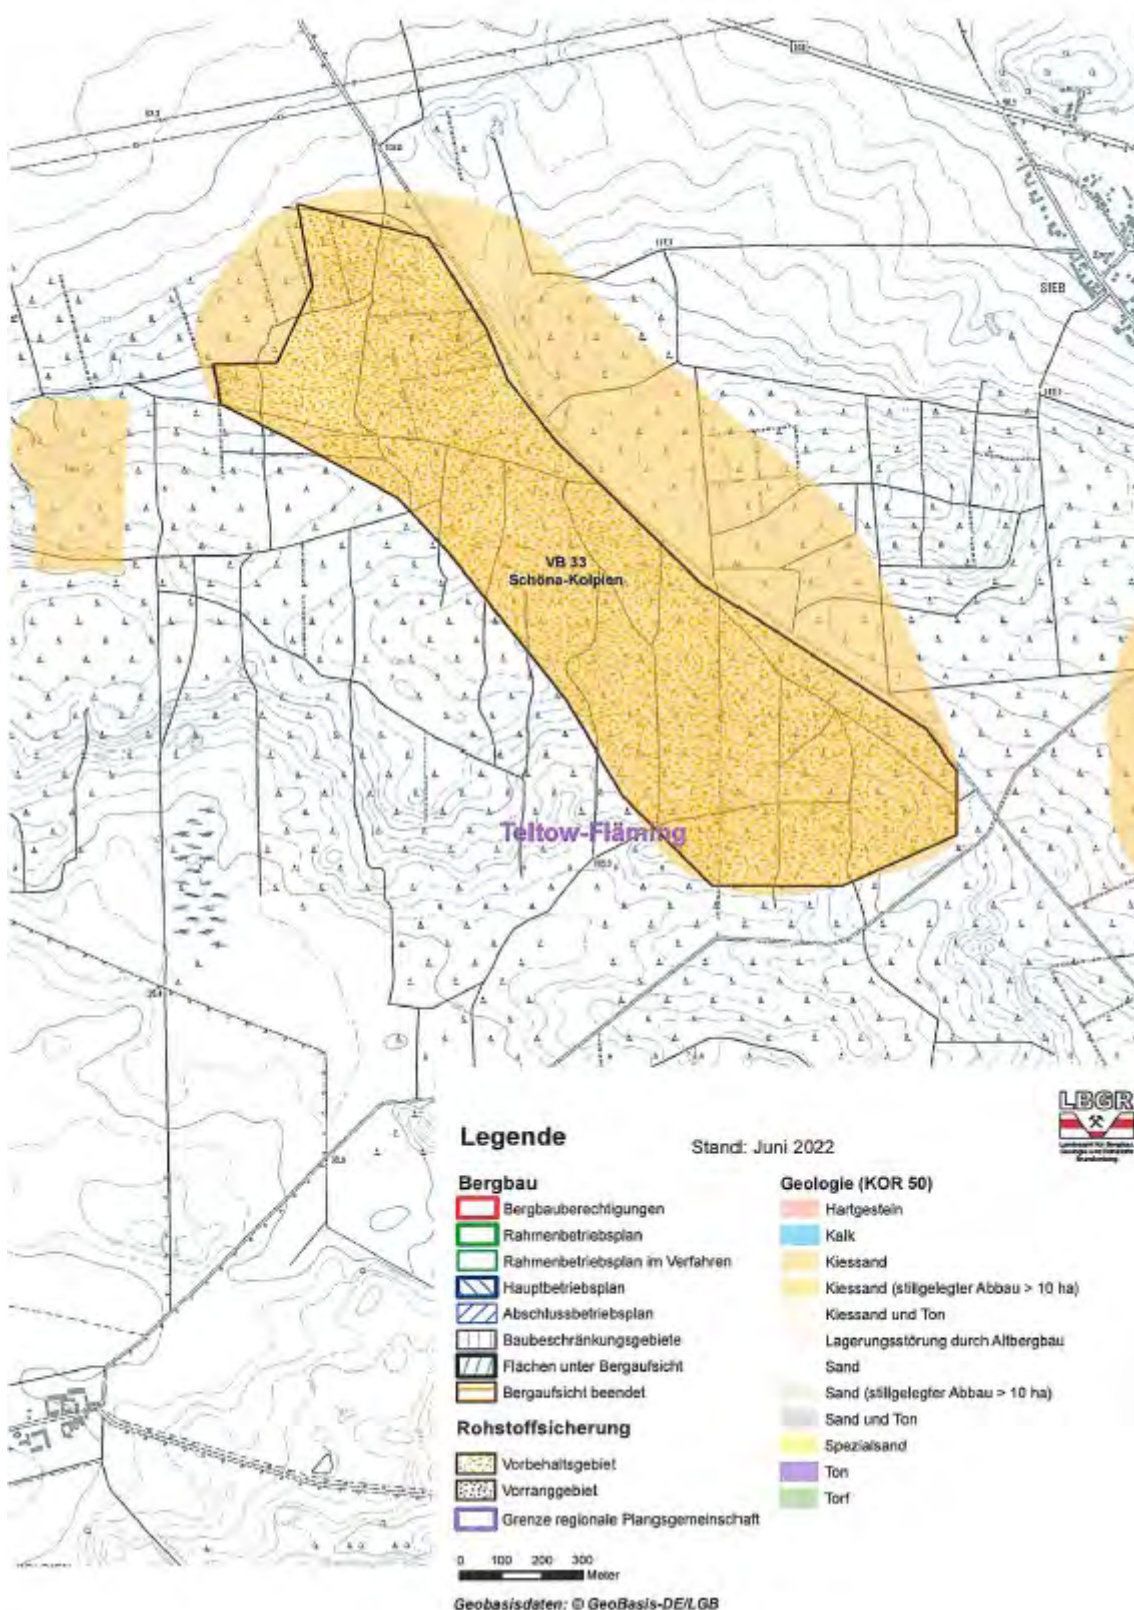 SIEB
VB 33
Schöna-Kolpien
Teltow-Fläming
Legende
Stand: Juni 2022
LBGR
Bergbau
Bergbauberechtigungen
Rahmenbetriebsplan
Rahmenbetriebsplan im Verfahren
Hauptbetriebsplan
Abschlussbetriebsplan
Baubeschränkungsgebiete
Flächen unter Bergaufsicht
Bergaufsicht beendet
Rohstoffsicherung
Vorbehaltsgebiet
Vorranggebiet
Grenze regionale Plangsgemeinschaft
Geologie (KOR 50)
Hartgestein
Kalk
Kiessand
Kiessand (stillgelegter Abbau > 10 ha)
Kiessand und Ton
Lagerungsstörung durch Altbergbau
Sand
Sand (stillgelegter Abbau > 10 ha)
Sand und Ton
Spezialsand
Ton
Torf
0 100 200 300
Meter
Geobasisdaten: © GeoBasis-DE/LGB